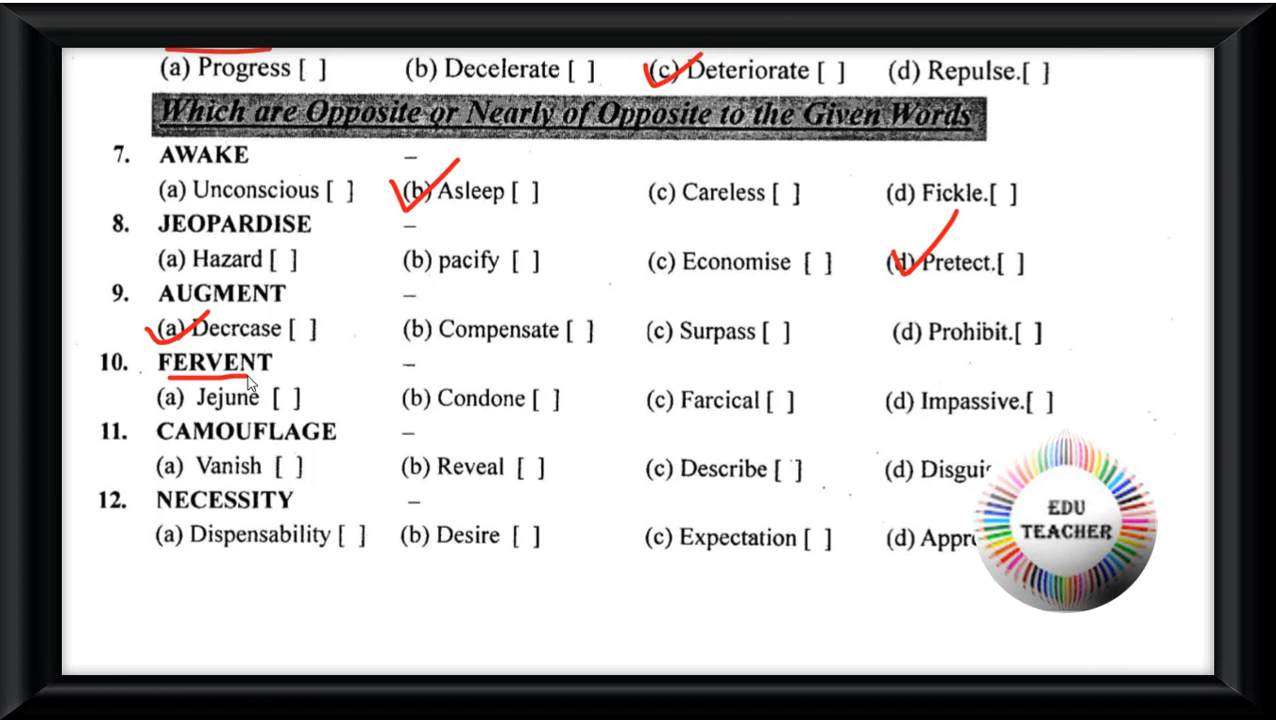 (a) Progress [ ] (b) Decelerate [ ] (c) Deteriorate [ ] (d) Repulse.[ ]
Which are Opposite or Nearly of Opposite to the Given Words
7. AWAKE –
(a) Unconscious [ ] (b) Asleep [ ] (c) Careless [ ] (d) Fickle.[ ]
8. JEOPARDISE –
(a) Hazard [ ] (b) pacify [ ] (c) Economise [ ] (d) Pretect.[ ]
9. AUGMENT –
(a) Decrcase [ ] (b) Compensate [ ] (c) Surpass [ ] (d) Prohibit.[ ]
10. FERVENT –
(a) Jejune [ ] (b) Condone [ ] (c) Farcical [ ] (d) Impassive.[ ]
11. CAMOUFLAGE –
(a) Vanish [ ] (b) Reveal [ ] (c) Describe [ ] (d) Disgui
12. NECESSITY –
(a) Dispensability [ ] (b) Desire [ ] (c) Expectation [ ] (d) Appr
EDU
TEACHER